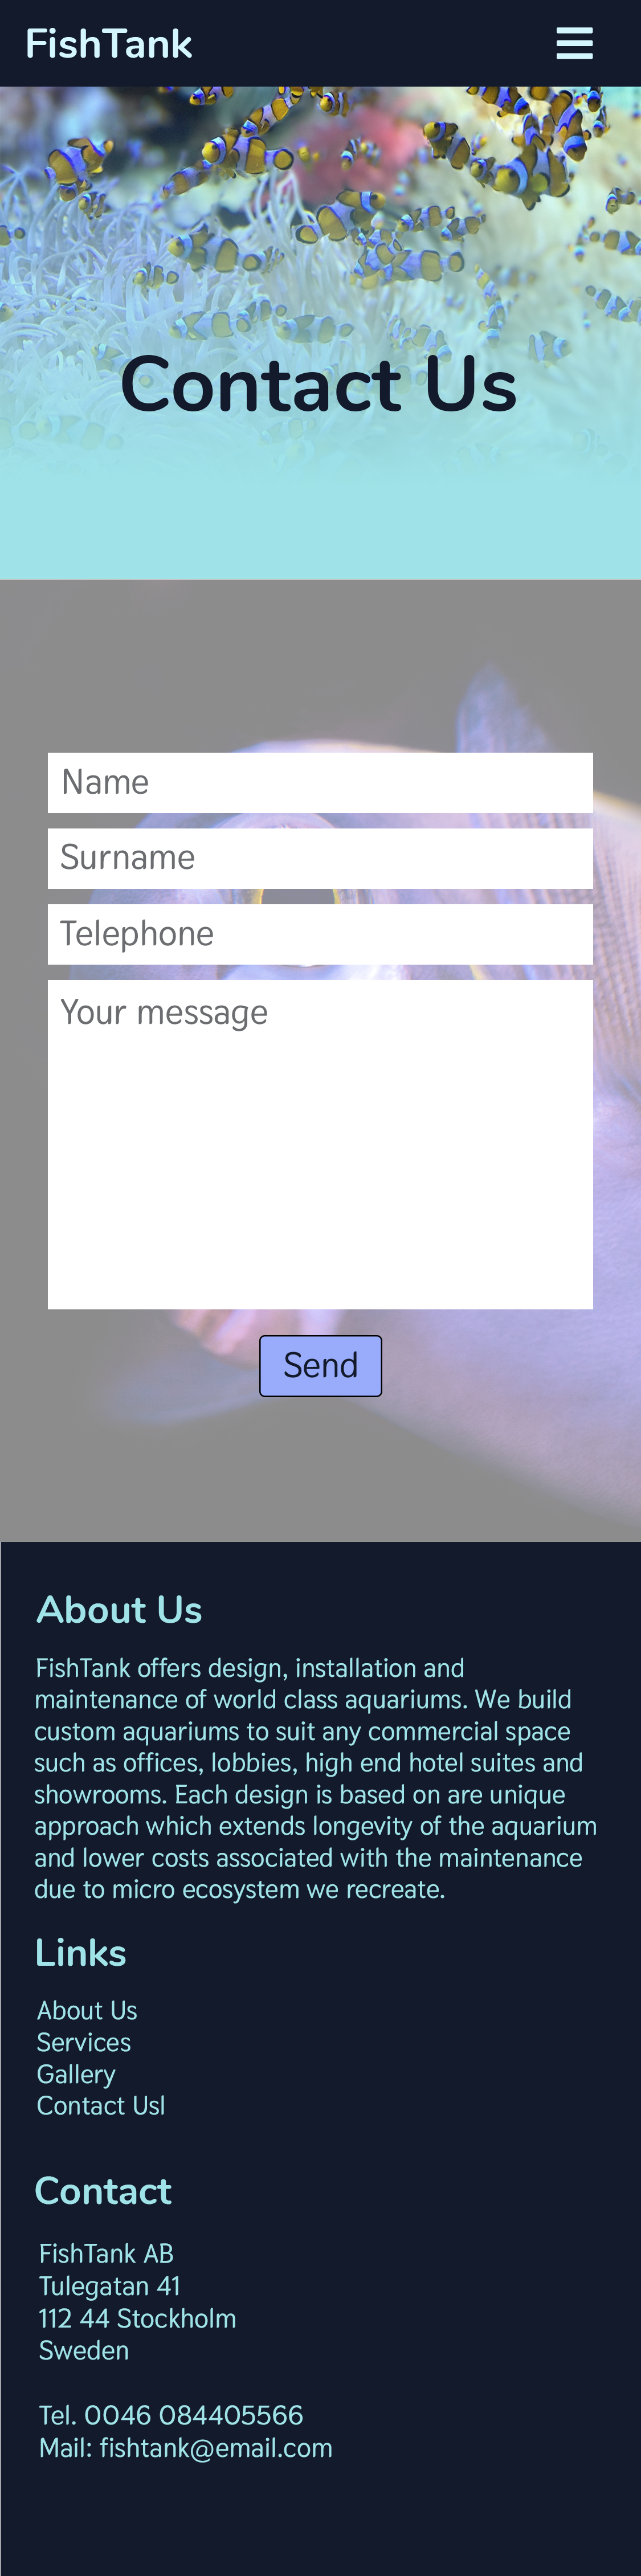 FishTank
Contact Us
Name
Surname
Telephone
Your message
Send
About Us
FishTank offers design, installation and
maintenance of world class aquariums. We build
custom aquariums to suit any commercial space
such as offices, lobbies, high end hotel suites and
showrooms. Each design is based on are unique
approach which extends longevity of the aquarium
and lower costs associated with the maintenance
due to micro ecosystem we recreate.
Links
About Us
Services
Gallery
Contact Usl
Contact
FishTank AB
Tulegatan 41
112 44 Stockholm
Sweden
Tel. 0046 084405566
Mail: fishtank@email.com